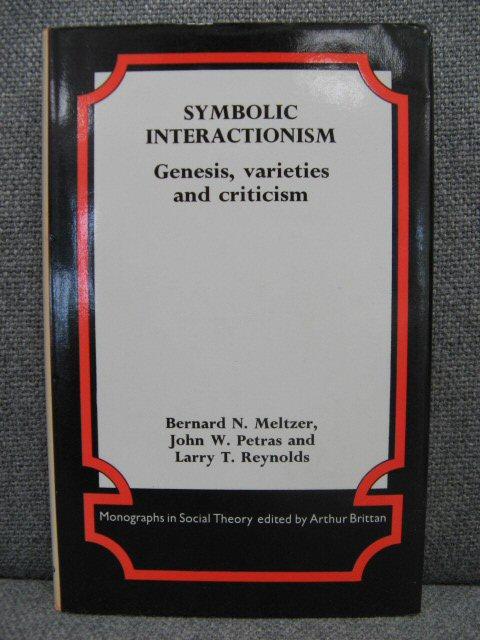 SYMBOLIC
INTERACTIONISM
Genesis, varieties
and criticism
Bernard N. Meltzer,
John W. Petras and
Larry T. Reynolds
Monographs in Social Theory edited by Arthur Brittan